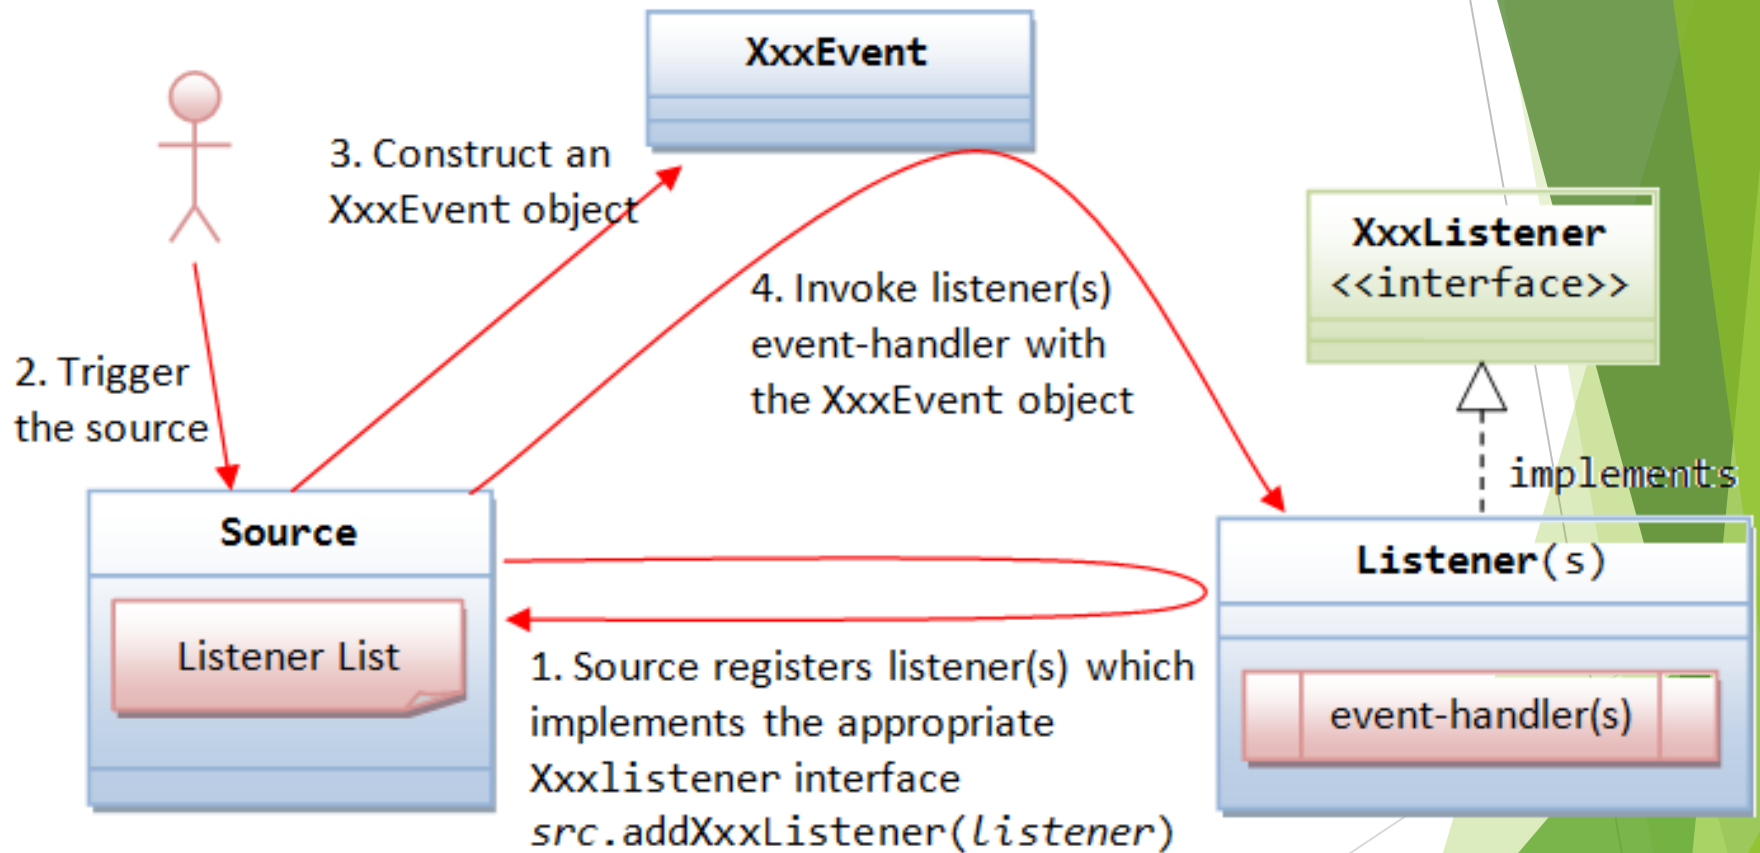 XxxEvent
3. Construct an
XxxEvent object
XxxListener
<<interface>>
4. Invoke listener(s)
event-handler with
the XxxEvent object
2. Trigger
the source
implements
Source
Listener(s)
Listener List
event-handler(s)
1. Source registers listener(s) which
implements the appropriate
Xxxlistener interface
src.addXxxListener(listener)